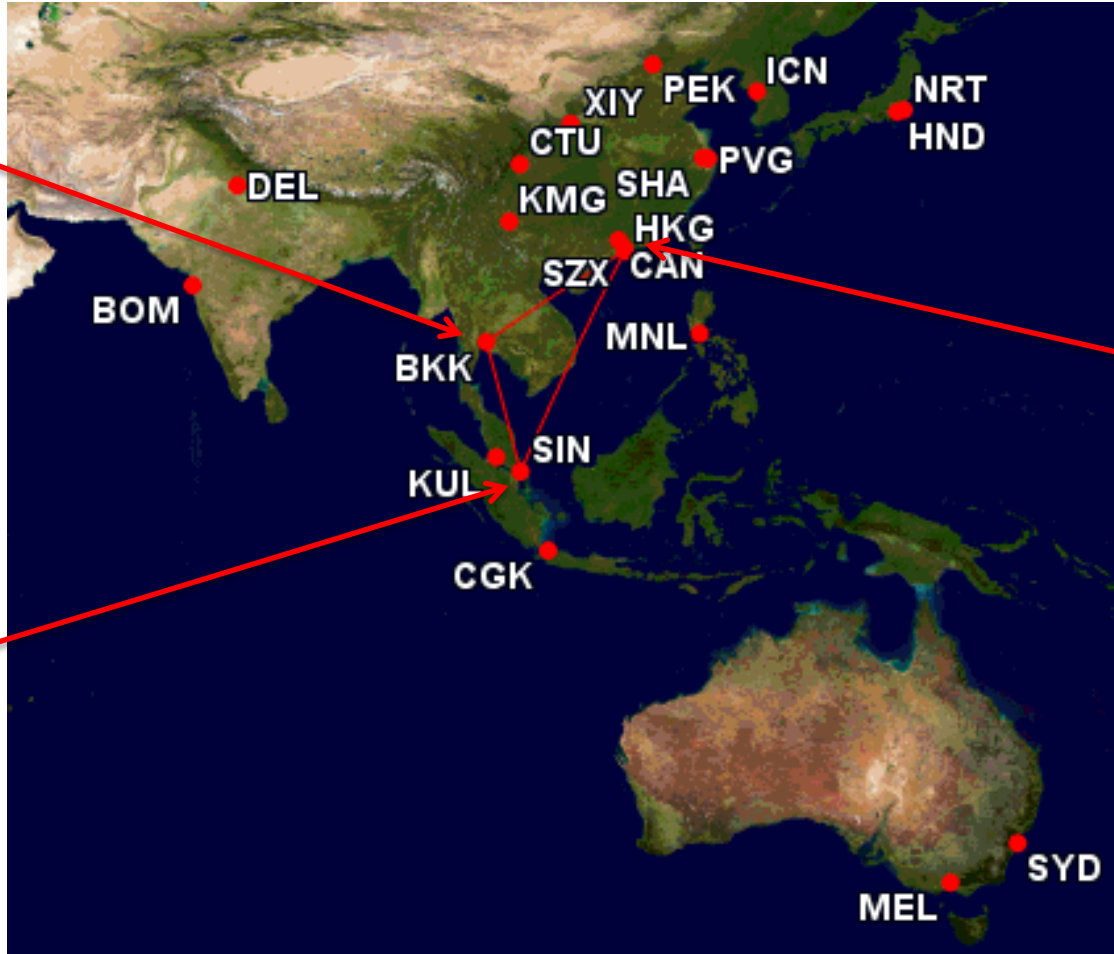 PEK
ICN
XIY
NRT
HND
CTU
PVG
DEL
SHA
KMG
HKG
SZX
CAN
BOM
MNL
BKK
SIN
KUL
CGK
SYD
MEL